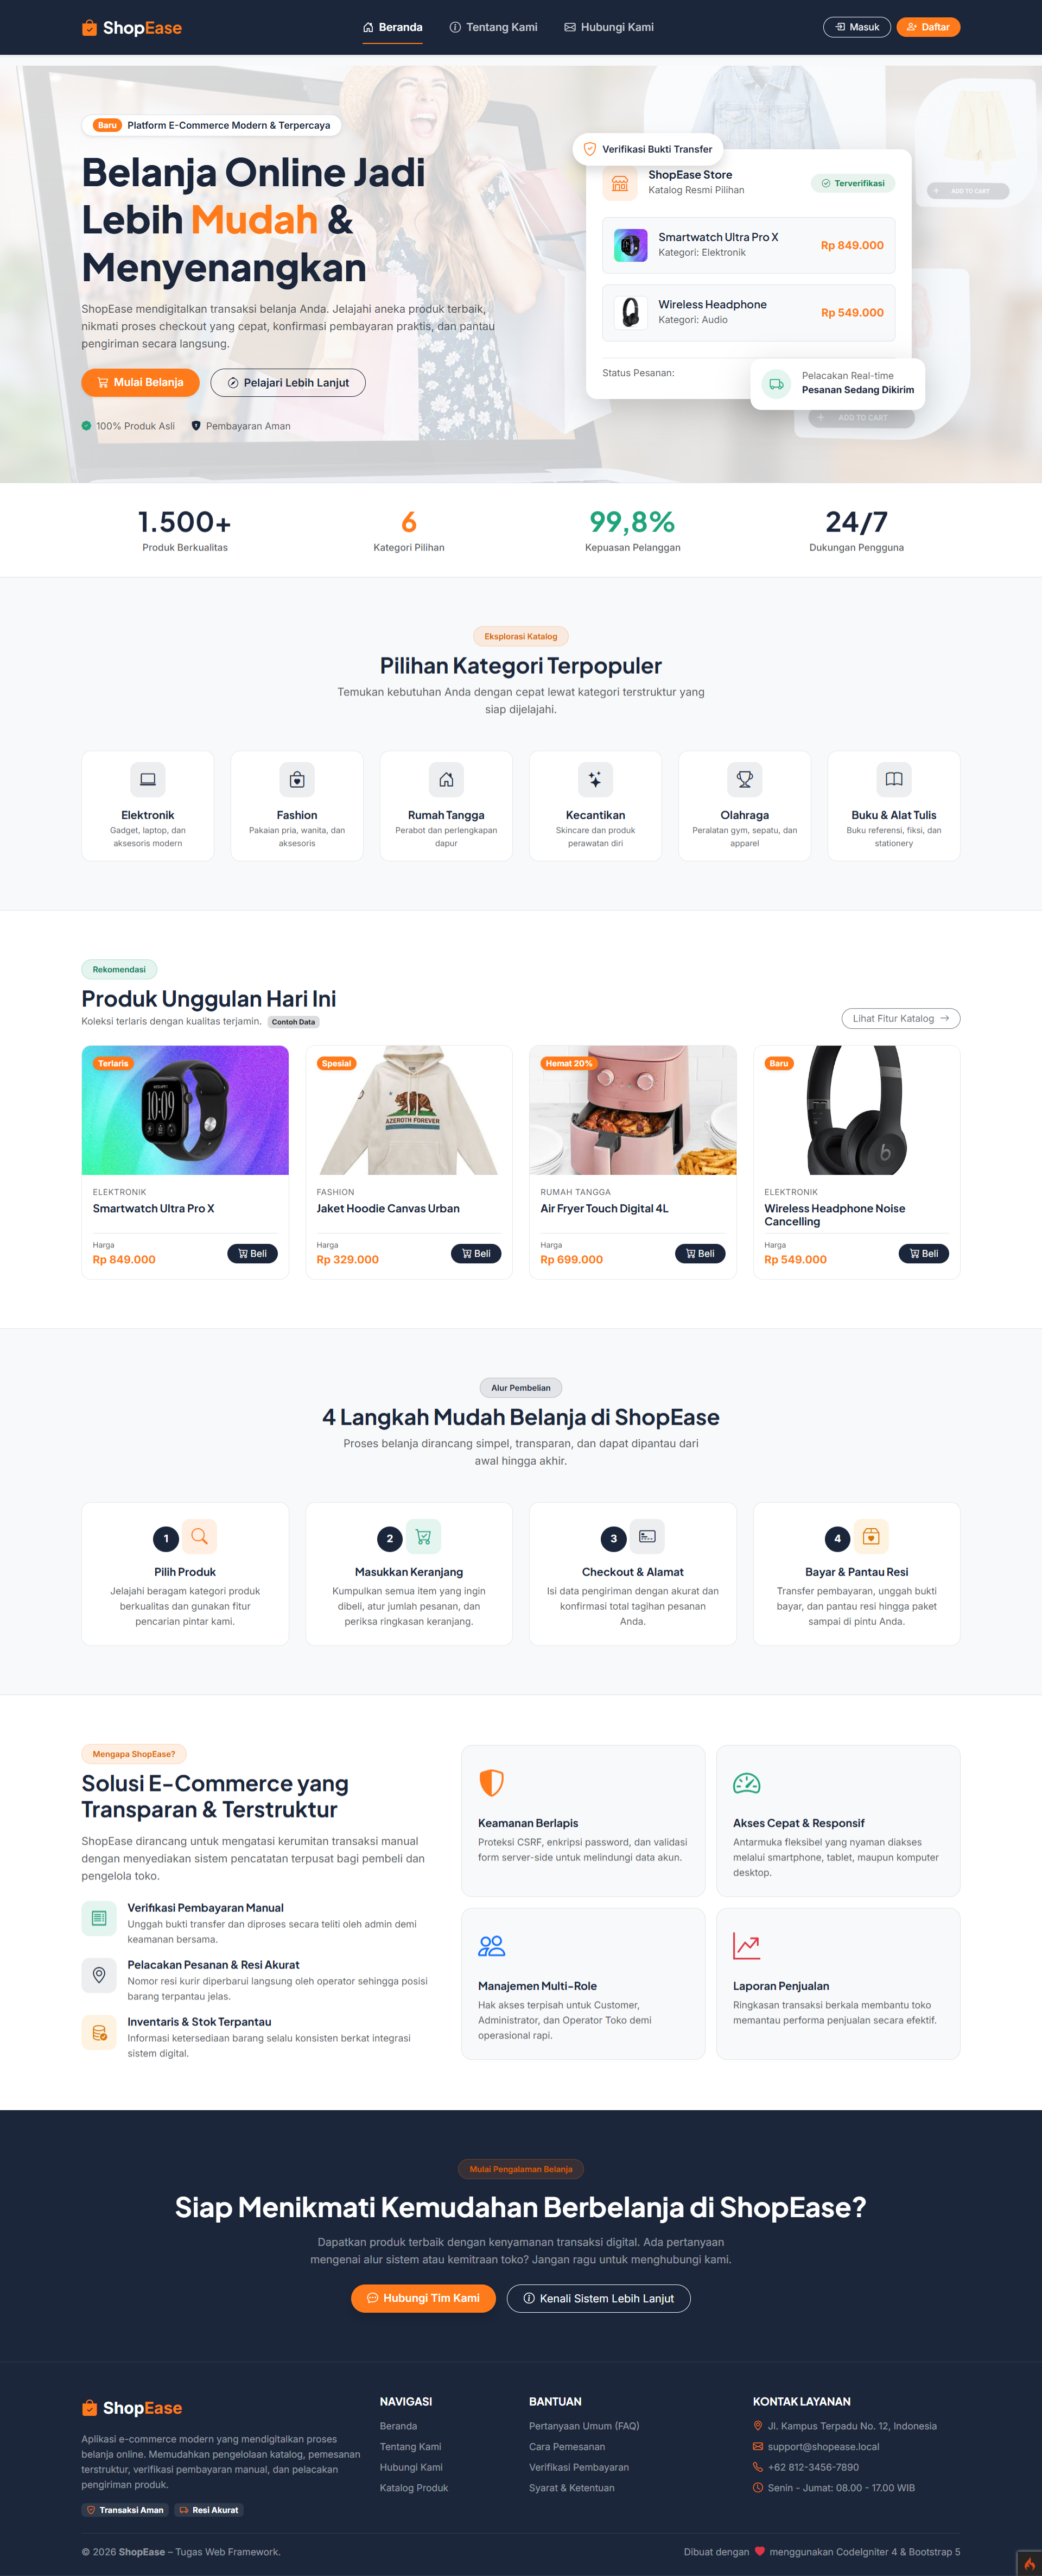 ShopEase
Beranda
Tentang Kami
Hubungi Kami
Masuk
Daftar
Baru Platform E-Commerce Modern & Terpercaya
Belanja Online Jadi
Lebih Mudah &
Menyenangkan
ShopEase mendigitalkan transaksi belanja Anda. Jelajahi aneka produk terbaik,
nikmati proses checkout yang cepat, konfirmasi pembayaran praktis, dan pantau
pengiriman secara langsung.
Mulai Belanja
Pelajari Lebih Lanjut
100% Produk Asli
Pembayaran Aman
Verifikasi Bukti Transfer
ShopEase Store
Katalog Resmi Pilihan
Terverifikasi
Smartwatch Ultra Pro X
Kategori: Elektronik
Rp 849.000
Wireless Headphone
Kategori: Audio
Rp 549.000
Status Pesanan:
Pelacakan Real-time
Pesanan Sedang Dikirim
+ ADD TO CART
+ ADD TO CART
1.500+
Produk Berkualitas
6
Kategori Pilihan
99,8%
Kepuasan Pelanggan
24/7
Dukungan Pengguna
Eksplorasi Katalog
Pilihan Kategori Terpopuler
Temukan kebutuhan Anda dengan cepat lewat kategori terstruktur yang
siap dijelajahi.
Elektronik
Gadget, laptop, dan
aksesoris modern
Fashion
Pakaian pria, wanita, dan
aksesoris
Rumah Tangga
Perabot dan perlengkapan
dapur
Kecantikan
Skincare dan produk
perawatan diri
Olahraga
Peralatan gym, sepatu, dan
apparel
Buku & Alat Tulis
Buku referensi, fiksi, dan
stationery
Rekomendasi
Produk Unggulan Hari Ini
Koleksi terlaris dengan kualitas terjamin. Contoh Data
Lihat Fitur Katalog
Terlaris
10:09
ELEKTRONIK
Smartwatch Ultra Pro X
Harga
Rp 849.000
Beli
Spesial
AZEROTH FOREVER
FASHION
Jaket Hoodie Canvas Urban
Harga
Rp 329.000
Beli
Hemat 20%
RUMAH TANGGA
Air Fryer Touch Digital 4L
Harga
Rp 699.000
Beli
Baru
ELEKTRONIK
Wireless Headphone Noise
Cancelling
Harga
Rp 549.000
Beli
Alur Pembelian
4 Langkah Mudah Belanja di ShopEase
Proses belanja dirancang simpel, transparan, dan dapat dipantau dari
awal hingga akhir.
1
Pilih Produk
Jelajahi beragam kategori produk
berkualitas dan gunakan fitur
pencarian pintar kami.
2
Masukkan Keranjang
Kumpulkan semua item yang ingin
dibeli, atur jumlah pesanan, dan
periksa ringkasan keranjang.
3
Checkout & Alamat
Isi data pengiriman dengan akurat dan
konfirmasi total tagihan pesanan
Anda.
4
Bayar & Pantau Resi
Transfer pembayaran, unggah bukti
bayar, dan pantau resi hingga paket
sampai di pintu Anda.
Mengapa ShopEase?
Solusi E-Commerce yang
Transparan & Terstruktur
ShopEase dirancang untuk mengatasi kerumitan transaksi manual
dengan menyediakan sistem pencatatan terpusat bagi pembeli dan
pengelola toko.
Verifikasi Pembayaran Manual
Unggah bukti transfer dan diproses secara teliti oleh admin demi
keamanan bersama.
Pelacakan Pesanan & Resi Akurat
Nomor resi kurir diperbarui langsung oleh operator sehingga posisi
barang terpantau jelas.
Inventaris & Stok Terpantau
Informasi ketersediaan barang selalu konsisten berkat integrasi
sistem digital.
Keamanan Berlapis
Proteksi CSRF, enkripsi password, dan validasi
form server-side untuk melindungi data akun.
Akses Cepat & Responsif
Antarmuka fleksibel yang nyaman diakses
melalui smartphone, tablet, maupun komputer
desktop.
Manajemen Multi-Role
Hak akses terpisah untuk Customer,
Administrator, dan Operator Toko demi
operasional rapi.
Laporan Penjualan
Ringkasan transaksi berkala membantu toko
memantau performa penjualan secara efektif.
Mulai Pengalaman Belanja
Siap Menikmati Kemudahan Berbelanja di ShopEase?
Dapatkan produk terbaik dengan kenyamanan transaksi digital. Ada pertanyaan
mengenai alur sistem atau kemitraan toko? Jangan ragu untuk menghubungi kami.
Hubungi Tim Kami
Kenali Sistem Lebih Lanjut
ShopEase
Aplikasi e-commerce modern yang mendigitalkan proses
belanja online. Memudahkan pengelolaan katalog, pemesanan
terstruktur, verifikasi pembayaran manual, dan pelacakan
pengiriman produk.
Transaksi Aman
Resi Akurat
NAVIGASI
Beranda
Tentang Kami
Hubungi Kami
Katalog Produk
BANTUAN
Pertanyaan Umum (FAQ)
Cara Pemesanan
Verifikasi Pembayaran
Syarat & Ketentuan
KONTAK LAYANAN
Jl. Kampus Terpadu No. 12, Indonesia
support@shopease.local
+62 812-3456-7890
Senin - Jumat: 08.00 - 17.00 WIB
© 2026 ShopEase – Tugas Web Framework.
Dibuat dengan ♥ menggunakan CodeIgniter 4 & Bootstrap 5